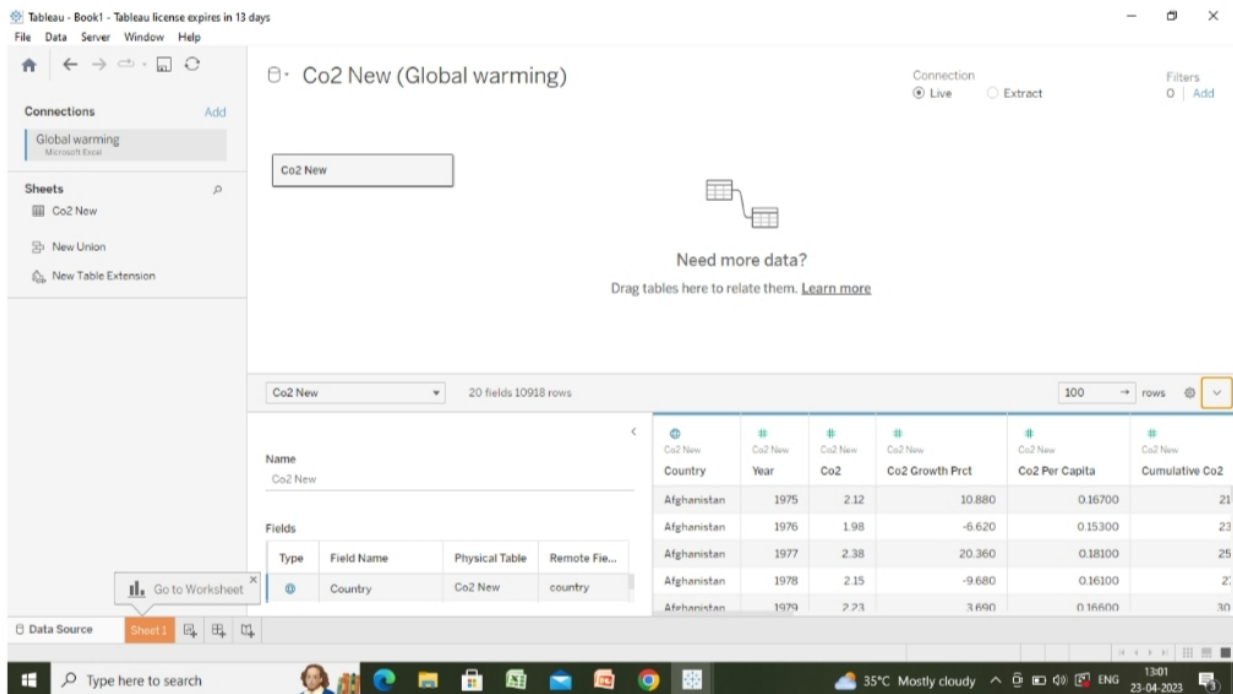 Tableau - Book1 - Tableau license expires in 13 days
File Data Server Window Help
Connections Add
Global warming
Microsoft Excel
Sheets
Co2 New
New Union
New Table Extension
Co2 New (Global warming)
Connection
Live Extract
Filters
0 Add
Co2 New
Need more data?
Drag tables here to relate them. Learn more
Co2 New 20 fields 10918 rows 100 → rows
Name
Co2 New
Fields
Type Field Name Physical Table Remote Fie...
Country Co2 New country
Co2 New Co2 New Co2 New Co2 New Co2 New Co2 New
Country Year Co2 Co2 Growth Prct Co2 Per Capita Cumulative Co2
Afghanistan 1975 2.12 10.880 0.16700 21
Afghanistan 1976 1.98 -6.620 0.15300 23
Afghanistan 1977 2.38 20.360 0.18100 25
Afghanistan 1978 2.15 -9.680 0.16100
Afghanistan 1979 2.23 3.690 0.16600 30
Go to Worksheet
Data Source Sheet 1
Type here to search
35°C Mostly cloudy ENG
13:01
23-04-2023